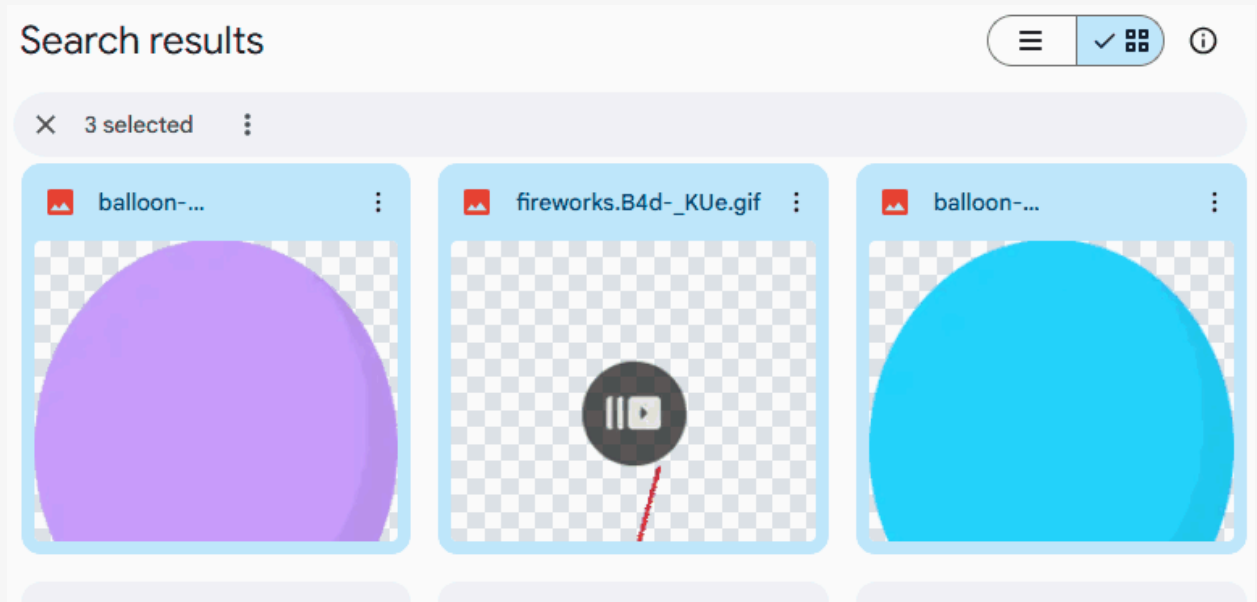 Search results
3 selected
balloon-...
fireworks.B4d-_KUe.gif
balloon-...